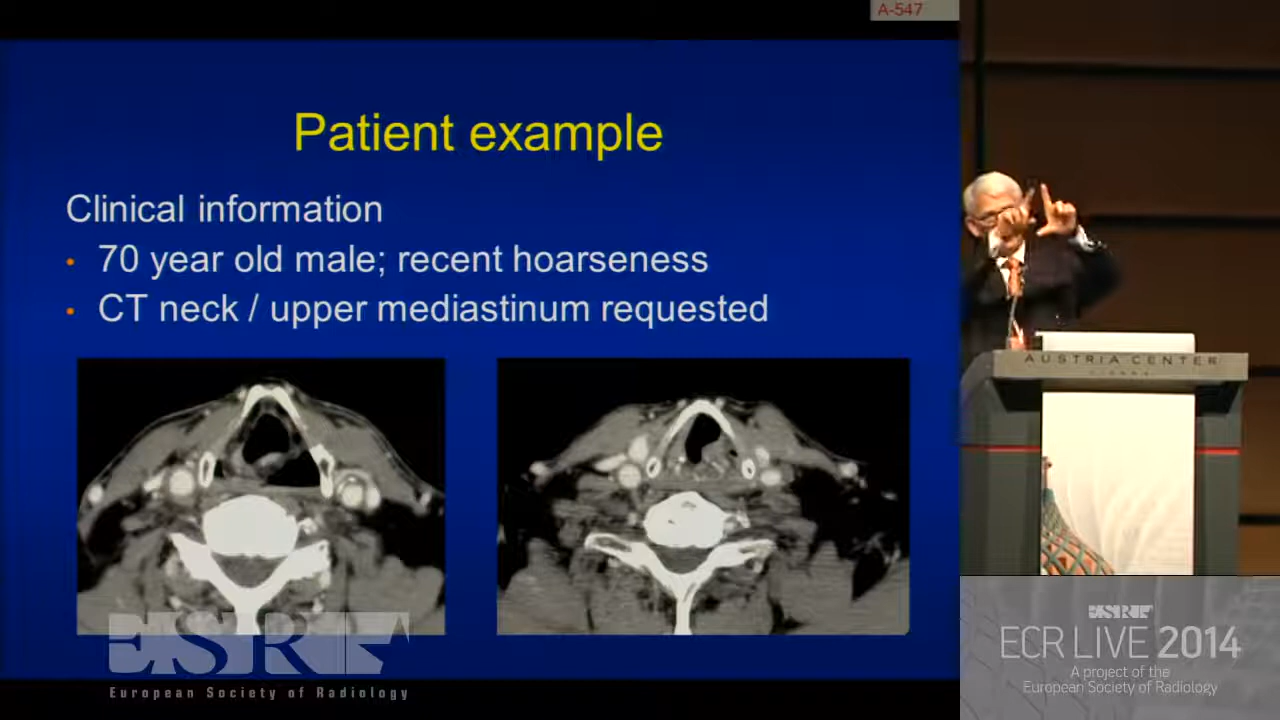 A-547
Patient example
Clinical information
• 70 year old male; recent hoarseness
• CT neck / upper mediastinum requested
AUSTRIA CENTER
ESR
European Society of Radiology
ESR
ECR LIVE 2014
A project of the
European Society of Radiology